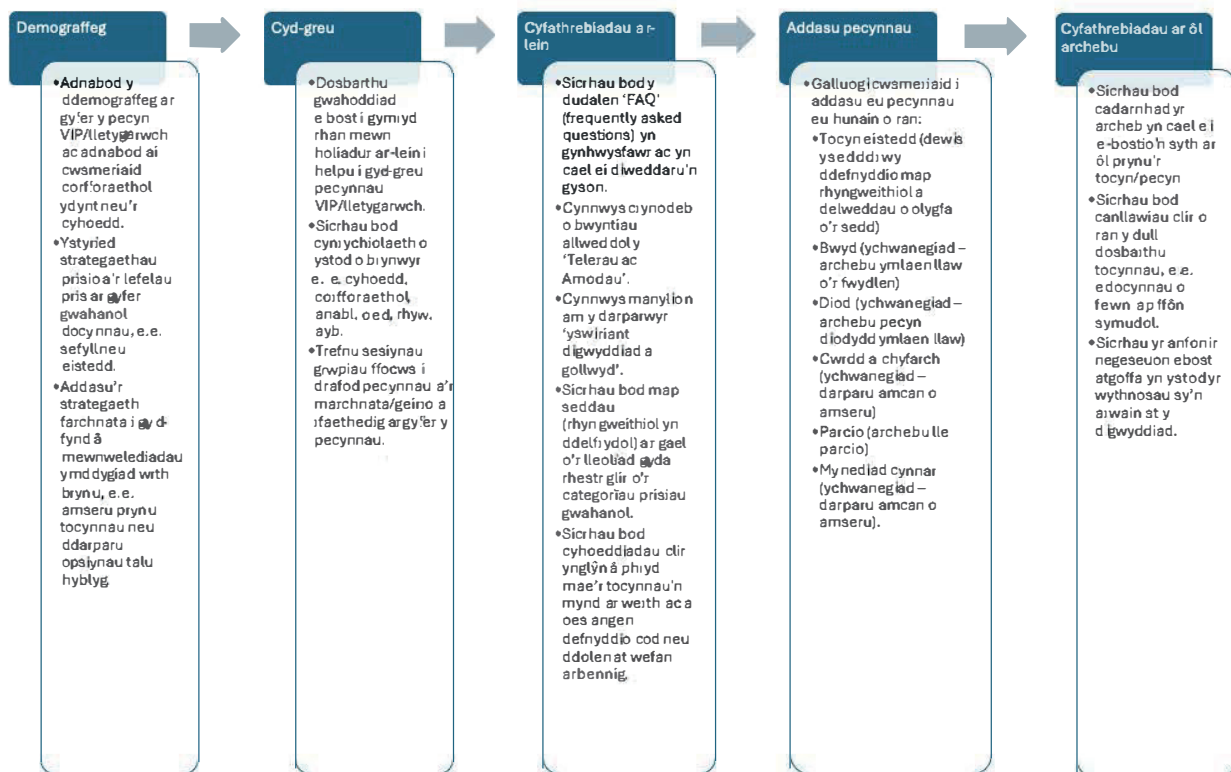 Demograffeg
•Adnabod y
ddemograffeg ar
gyfer y pecyn
VIP/lletygarwch
ac adnabod ai
cwsmeriaid
corfforaethol
ydynt neu'r
cyhoedd.
•Ystyried
strategaethau
prisio a'r lefelau
pris ar gyfer
gwahanol
docynnau, e.e.
sefyll neu
eistedd.
•Addasu'r
strategaeth
farchnata i gyd-
fynd â
mewnwelediadau
ymddygiad wrth
brynu, e.e.
amseru prynu
tocynnau neu
ddarparu
opsiynau talu
hyblyg.
Cyd-greu
•Dosbarthu
gwahoddiad
e bost i gymryd
rhan mewn
holiadur ar-lein i
helpu i gyd-greu
pecynnau
VIP/lletygarwch.
•Sicrhau bod
cynrychiolaeth o
ystod o brynwyr
e. e. cyhoedd,
corfforaethol,
anabl, oed, rhyw,
ayb.
•Trefnu sesiynau
grwpiau ffocws i
drafod pecynnau a'r
marchnata/geino a
ar gyfer y
pecynnau.
Cyfathrebiadau ar-
lein
•Sicrhau bod y
dudalen 'FAQ'
(frequently asked
questions) yn
gynhwysfawr ac yn
cael ei diweddaru'n
gyson.
•Cynnwys crynodeb
o bwyntiau
allweddol y
'Telerau ac
Amodau'.
•Cynnwys manylion
am y darparwyr
'yswiriant
digwyddiad a
gollwyd'.
•Sicrhau bod map
seddau
(rhyngweithiol yn
ddelfrydol) ar gael
o'r lleoliad gyda
rhestr glir o'r
categorïau prisiau
gwahanol.
•Sicrhau bod
cyhoeddiadau clir
ynglŷn â phryd
mae'r tocynnau'n
mynd ar werth ac a
oes angen
defnyddio cod neu
ddolen at wefan
arbennig.
Addasu pecynnau
•Galluogi cwsmeriaid i
addasu eu pecynnau
eu hunain o ran:
•Tocyn eistedd (dewis
y sedd drwy
ddefnyddio map
rhyngweithiol a
delweddau o olygfa
o'r sedd)
•Bwyd (ychwanegiad –
archebu ymlaen llaw
o'r fwydlen)
•Diod (ychwanegiad –
archebu pecyn
diodydd ymlaen llaw)
•Cwrdd a chyfarch
(ychwanegiad –
darparu amcan o
amseru)
•Parcio (archebu lle
parcio)
•Mynediad cynnar
(ychwanegiad –
darparu amcan o
amseru).
Cyfathrebiadau ar ôl
archebu
•Sicrhau bod
cadarnhad yr
archeb yn cael ei
e-bostio'n syth ar
ôl prynu'r
tocyn/pecyn
•Sicrhau bod
canllawiau clir o
ran y dull
dosbarthu
tocynnau, e.e.
edocynnau o
fewn ap ffôn
symudol.
•Sicrhau yr anfonir
negeseuon ebost
atgoffa yn ystod yr
wythnosau sy'n
arwain at y
digwyddiad.